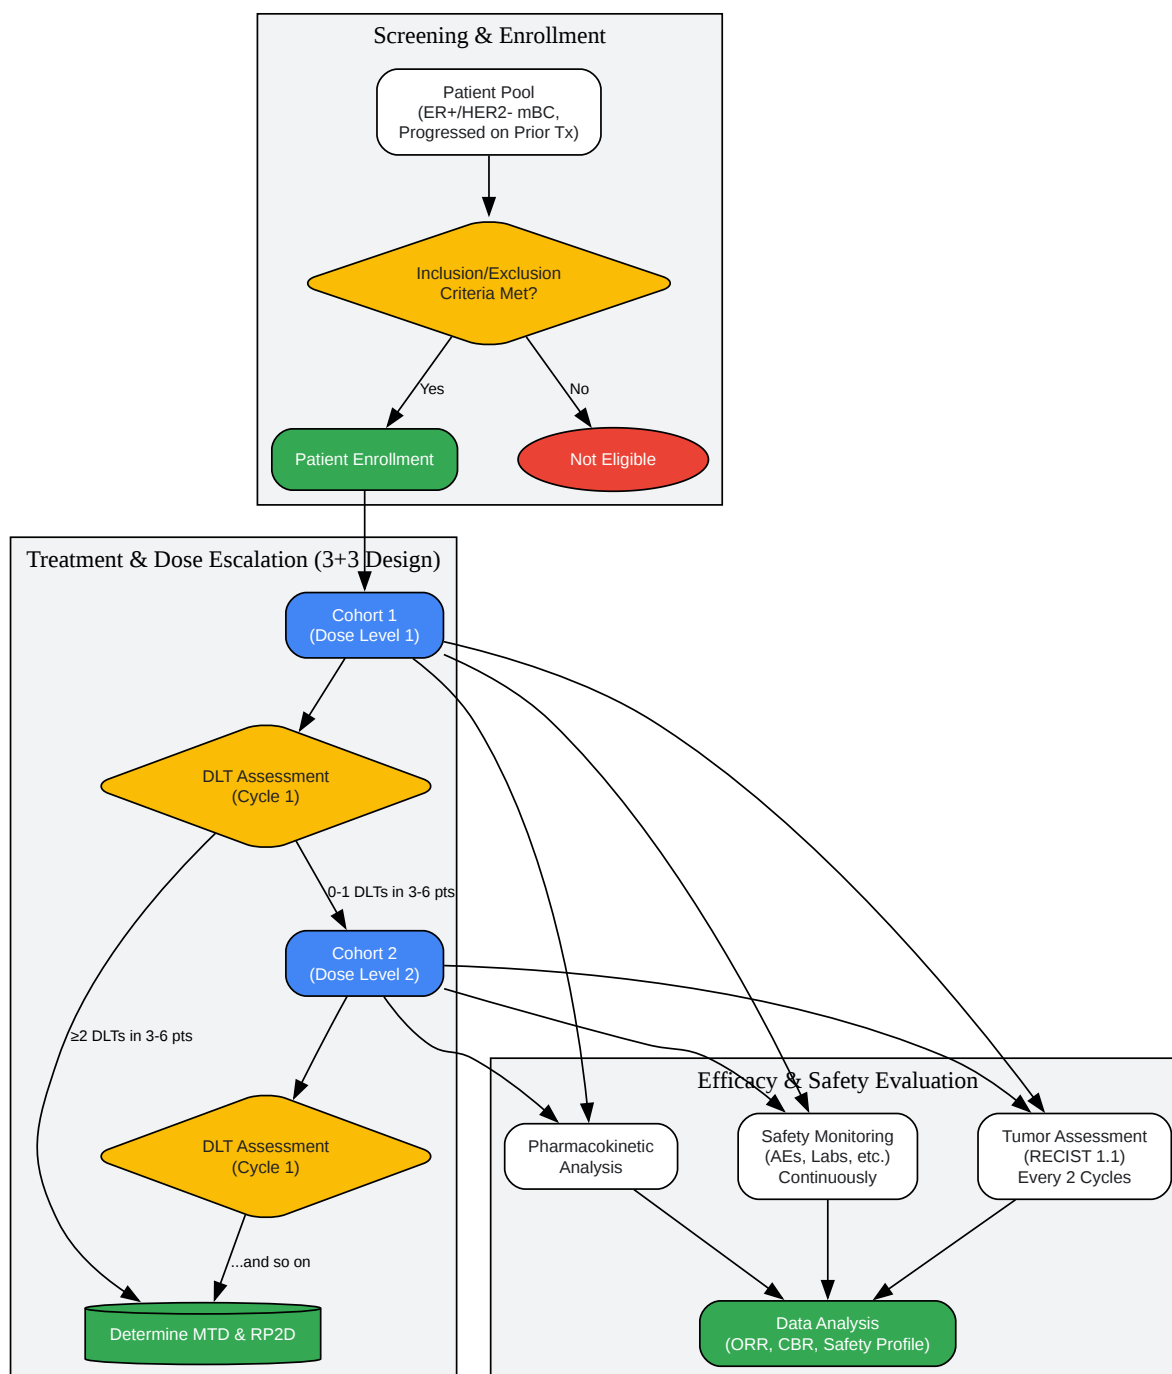 Screening & Enrollment
Patient Pool
(ER+/HER2- mBC,
Progressed on Prior Tx)
Inclusion/Exclusion
Criteria Met?
Yes
No
Patient Enrollment
Not Eligible
Treatment & Dose Escalation (3+3 Design)
Cohort 1
(Dose Level 1)
DLT Assessment
(Cycle 1)
0-1 DLTs in 3-6 pts
Cohort 2
(Dose Level 2)
≥2 DLTs in 3-6 pts
DLT Assessment
(Cycle 1)
...and so on
Determine MTD & RP2D
Efficacy & Safety Evaluation
Pharmacokinetic
Analysis
Safety Monitoring
(AEs, Labs, etc.)
Continuously
Tumor Assessment
(RECIST 1.1)
Every 2 Cycles
Data Analysis
(ORR, CBR, Safety Profile)